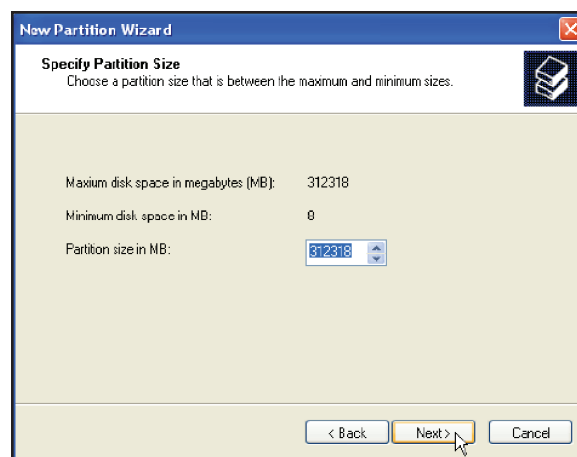 New Partition Wizard
Specify Partition Size
Choose a partition size that is between the maximum and minimum sizes.
Maxium disk space in megabytes (MB): 312318
Minimum disk space in MB: 8
Partition size in MB: 312318
< Back Next > Cancel